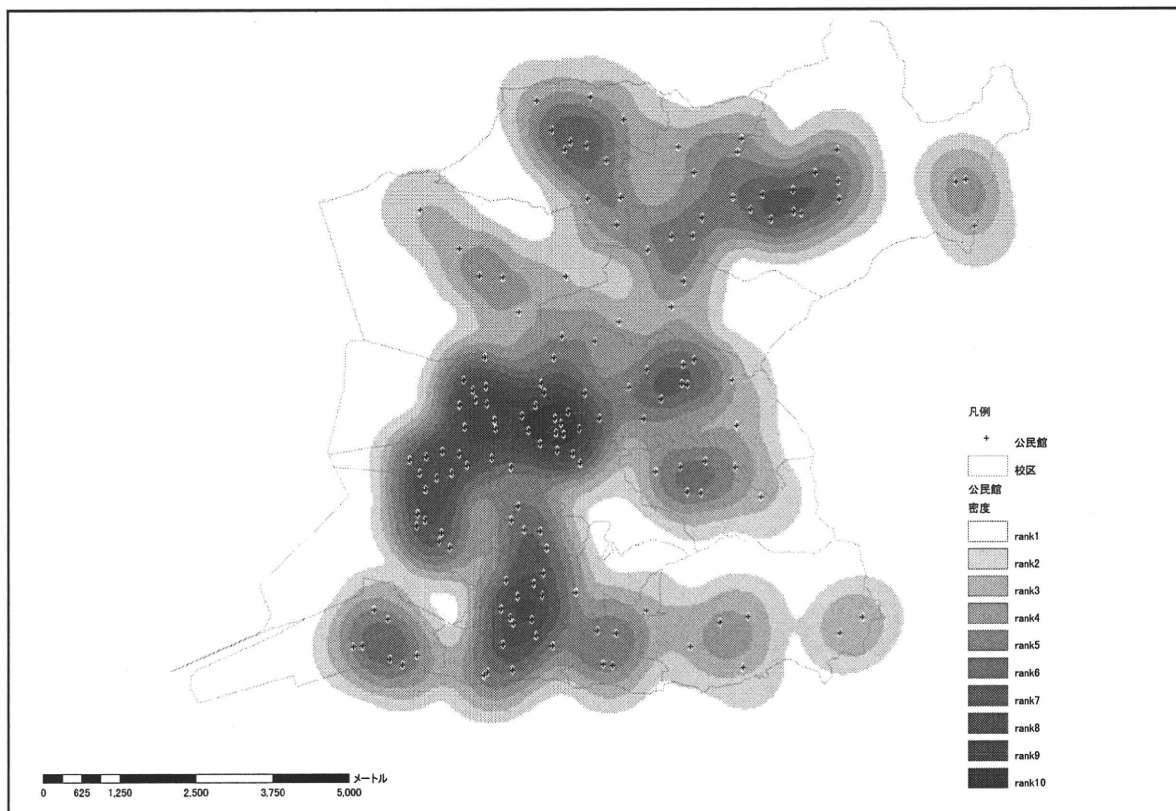 凡例
公民館
校区
公民館
密度
rank1
rank2
rank3
rank4
rank5
rank6
rank7
rank8
rank9
rank10
メートル
0 625 1,250 2,500 3,750 5,000